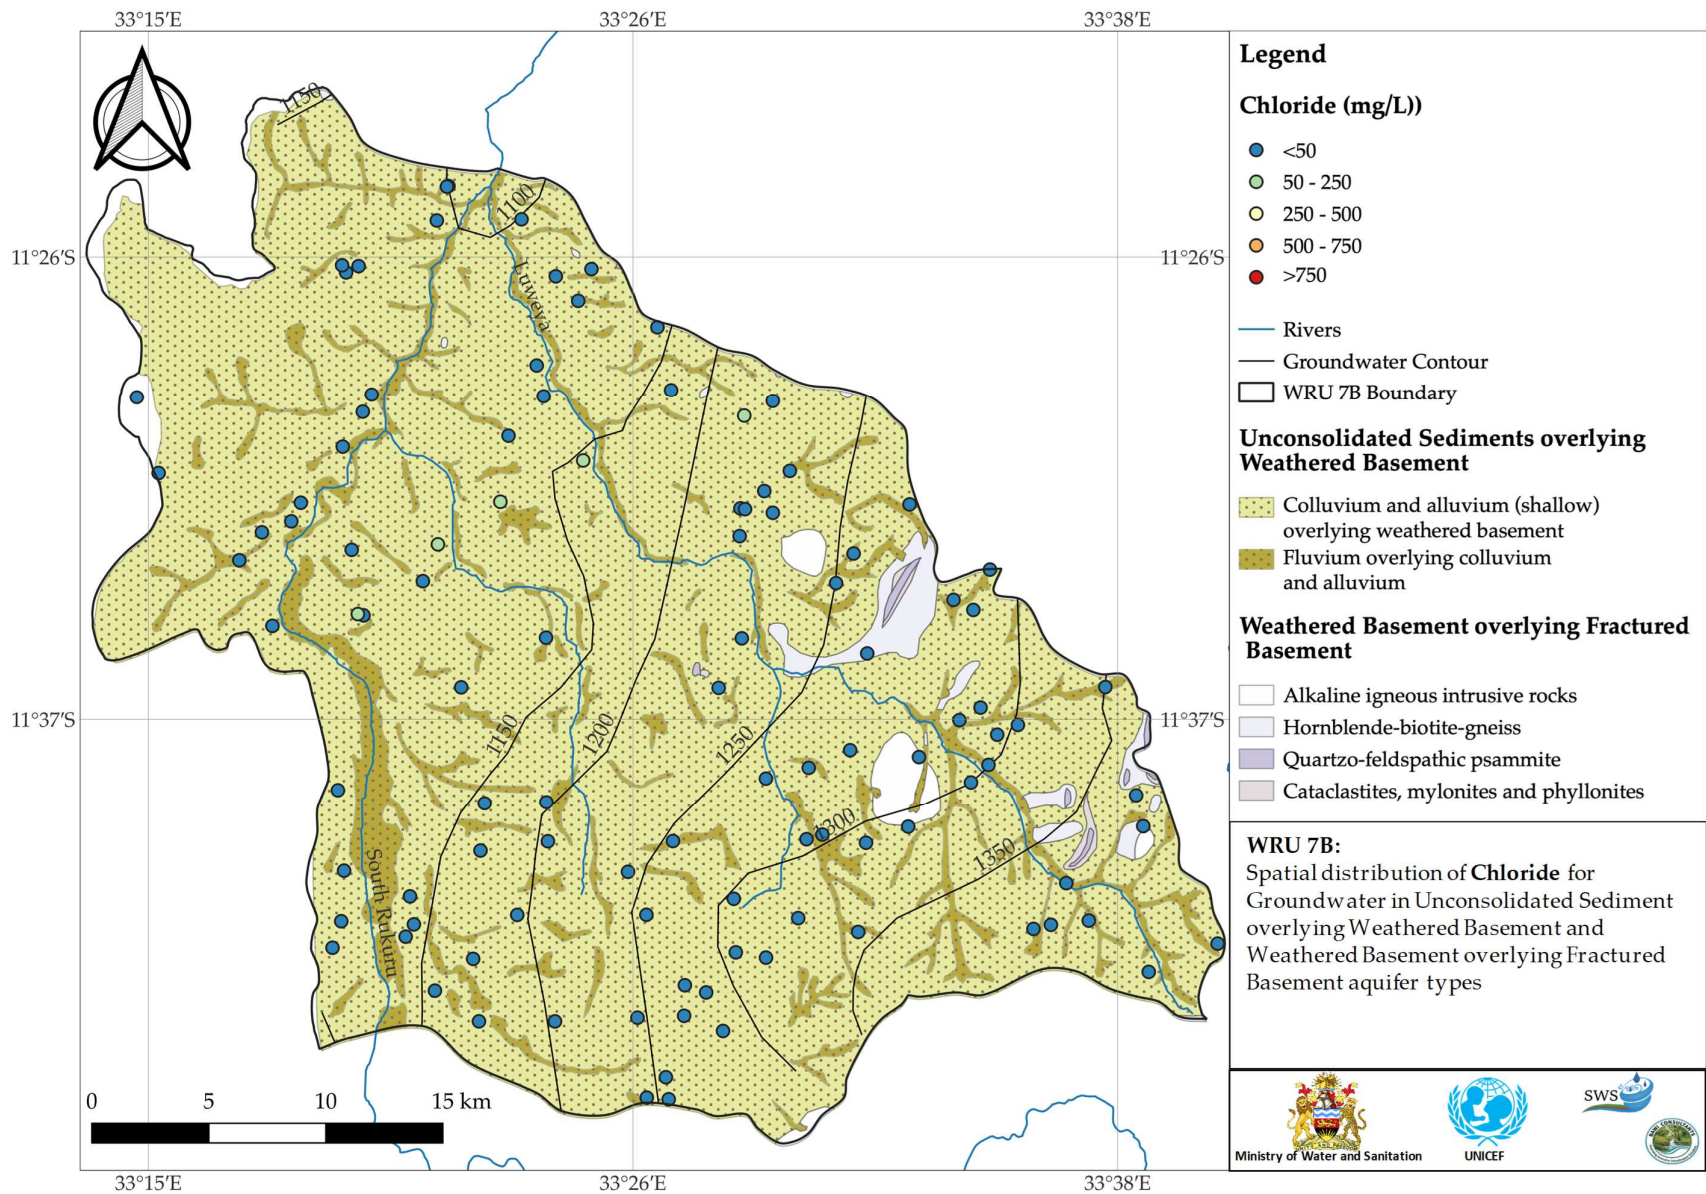 33°15′E 33°26′E 33°38′E
11°26′S 11°26′S
11°37′S 11°37′S
33°15′E 33°26′E 33°38′E
1150
1100
Luweya
1150
1200
1250
1300
1350
South Rukuru
0 5 10 15 km
Legend
Chloride (mg/L))
<50
50 - 250
250 - 500
500 - 750
>750
Rivers
Groundwater Contour
WRU 7B Boundary
Unconsolidated Sediments overlying
Weathered Basement
Colluvium and alluvium (shallow)
overlying weathered basement
Fluvium overlying colluvium
and alluvium
Weathered Basement overlying Fractured
Basement
Alkaline igneous intrusive rocks
Hornblende-biotite-gneiss
Quartzo-feldspathic psammite
Cataclastites, mylonites and phyllonites
WRU 7B:
Spatial distribution of Chloride for
Groundwater in Unconsolidated Sediment
overlying Weathered Basement and
Weathered Basement overlying Fractured
Basement aquifer types
Ministry of Water and Sanitation
UNICEF
SWS